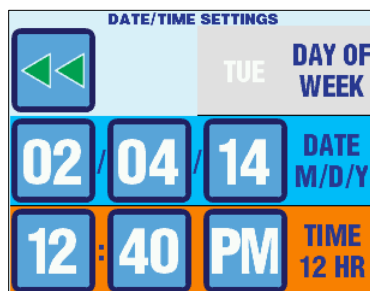 DATE/TIME SETTINGS
TUE
DAY OF
WEEK
02 / 04 / 14
DATE
M/D/Y
12 : 40 PM
TIME
12 HR